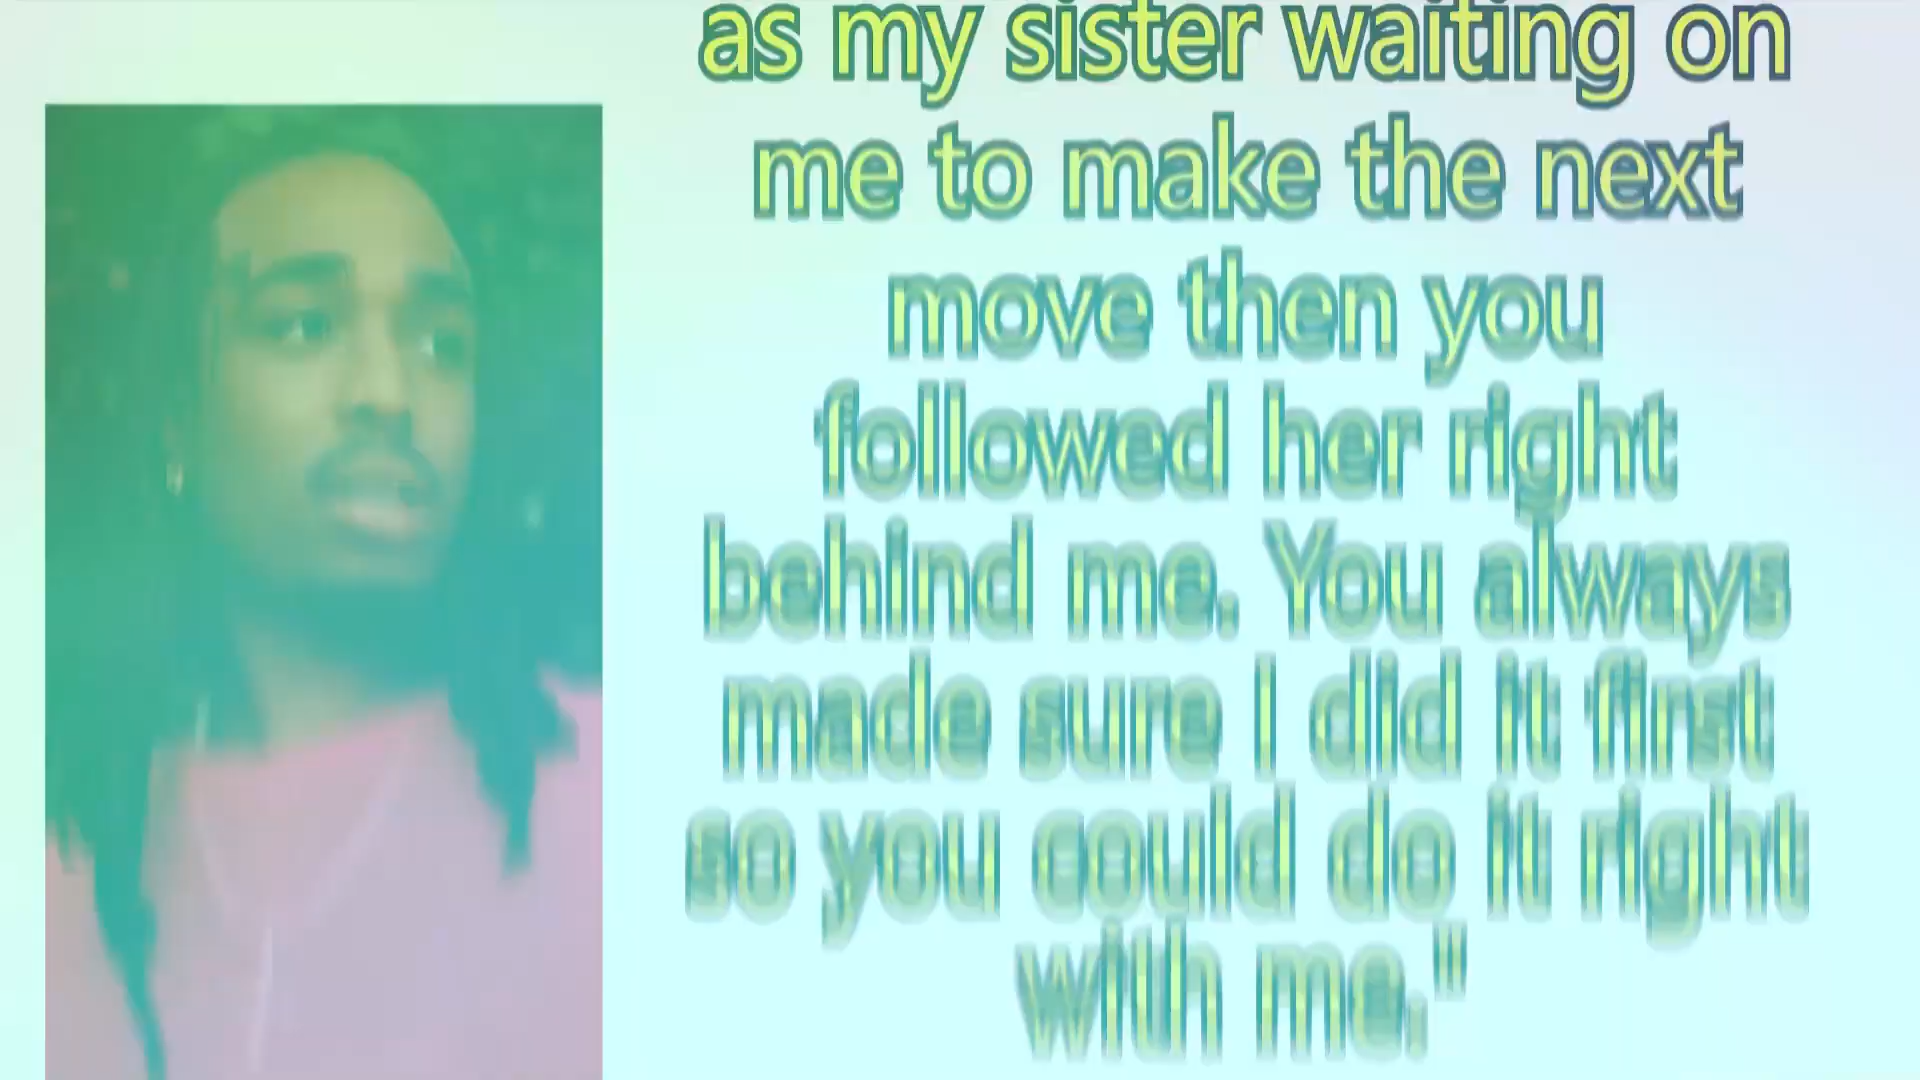 as my sister waiting on
me to make the next
move then you
followed her right
behind me. You always
made sure I did it first
so you could do it right
with me."